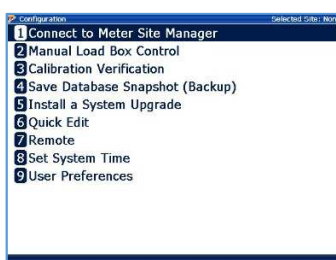 Configuration Selected Site: Non
1 Connect to Meter Site Manager
2 Manual Load Box Control
3 Calibration Verification
4 Save Database Snapshot (Backup)
5 Install a System Upgrade
6 Quick Edit
7 Remote
8 Set System Time
9 User Preferences